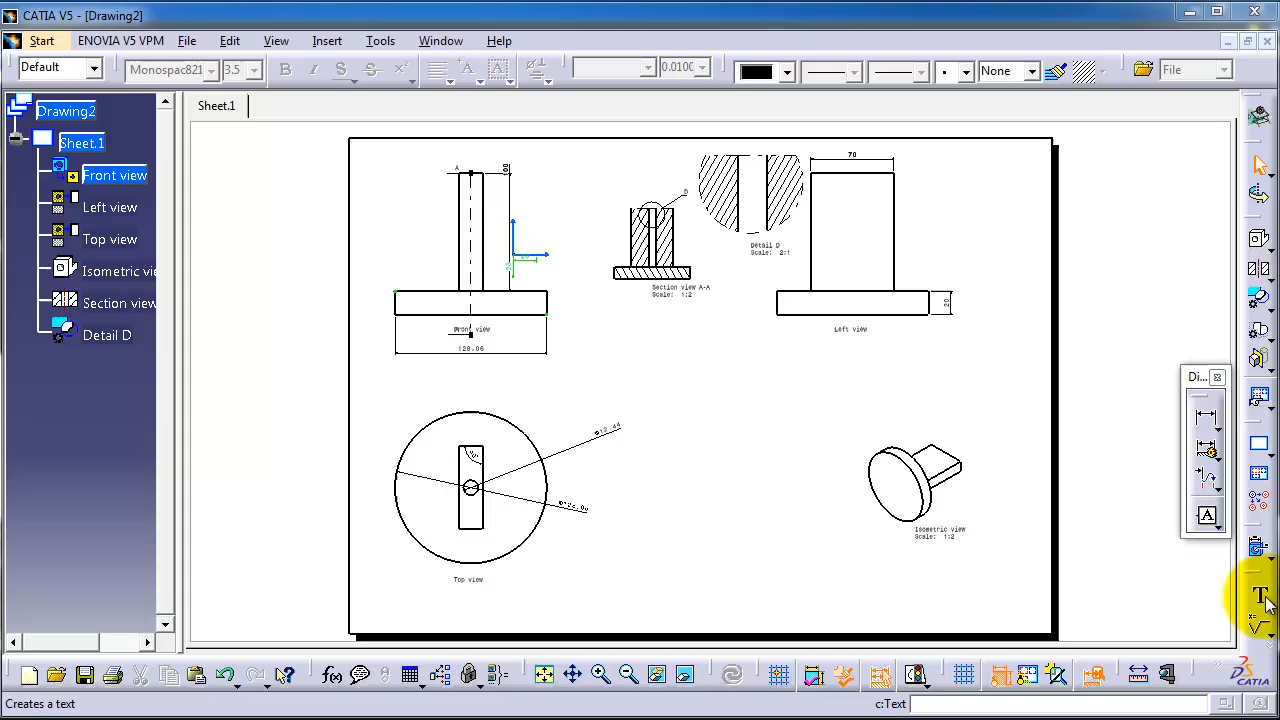 CATIA V5 - [Drawing2]
Start ENOVIA V5 VPM File Edit View Insert Tools Window Help
Default Monospac821 3.5 B I S S 0.0100 None File
Drawing2
Sheet.1
Front view
Left view
Top view
Isometric vie
Section view
Detail D
Sheet.1
A
100
20
Front view
128.06
D
Section view A-A
Scale: 1:2
Detail D
Scale: 2:1
70
20
Left view
Top view
Isometric view
Scale: 1:2
Di...
A
T
f(x)
CATIA
Creates a text
c:Text